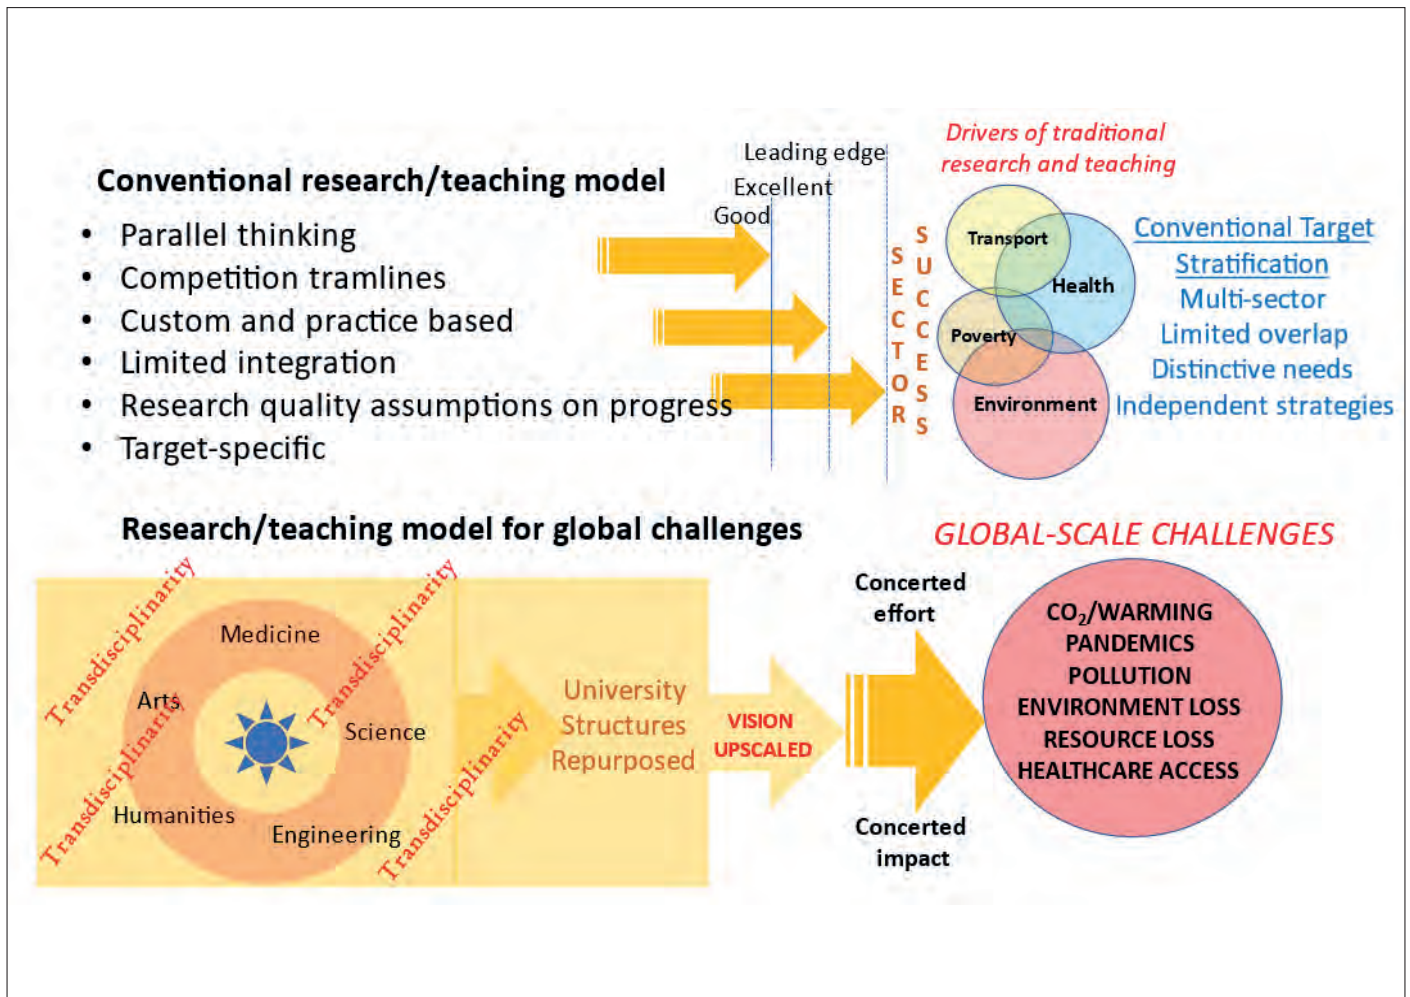 Conventional research/teaching model
• Parallel thinking
• Competition tramlines
• Custom and practice based
• Limited integration
• Research quality assumptions on progress
• Target-specific
Leading edge
Excellent
Good
SECTORS
SUCCESS
Drivers of traditional
research and teaching
Transport
Health
Poverty
Environment
Conventional Target
Stratification
Multi-sector
Limited overlap
Distinctive needs
Independent strategies
Research/teaching model for global challenges
Transdisciplinarity
Transdisciplinarity
Transdisciplinarity
Transdisciplinarity
Medicine
Arts
Science
Humanities
Engineering
University
Structures
Repurposed
VISION
UPSCALED
Concerted
effort
Concerted
impact
GLOBAL-SCALE CHALLENGES
CO₂/WARMING
PANDEMICS
POLLUTION
ENVIRONMENT LOSS
RESOURCE LOSS
HEALTHCARE ACCESS